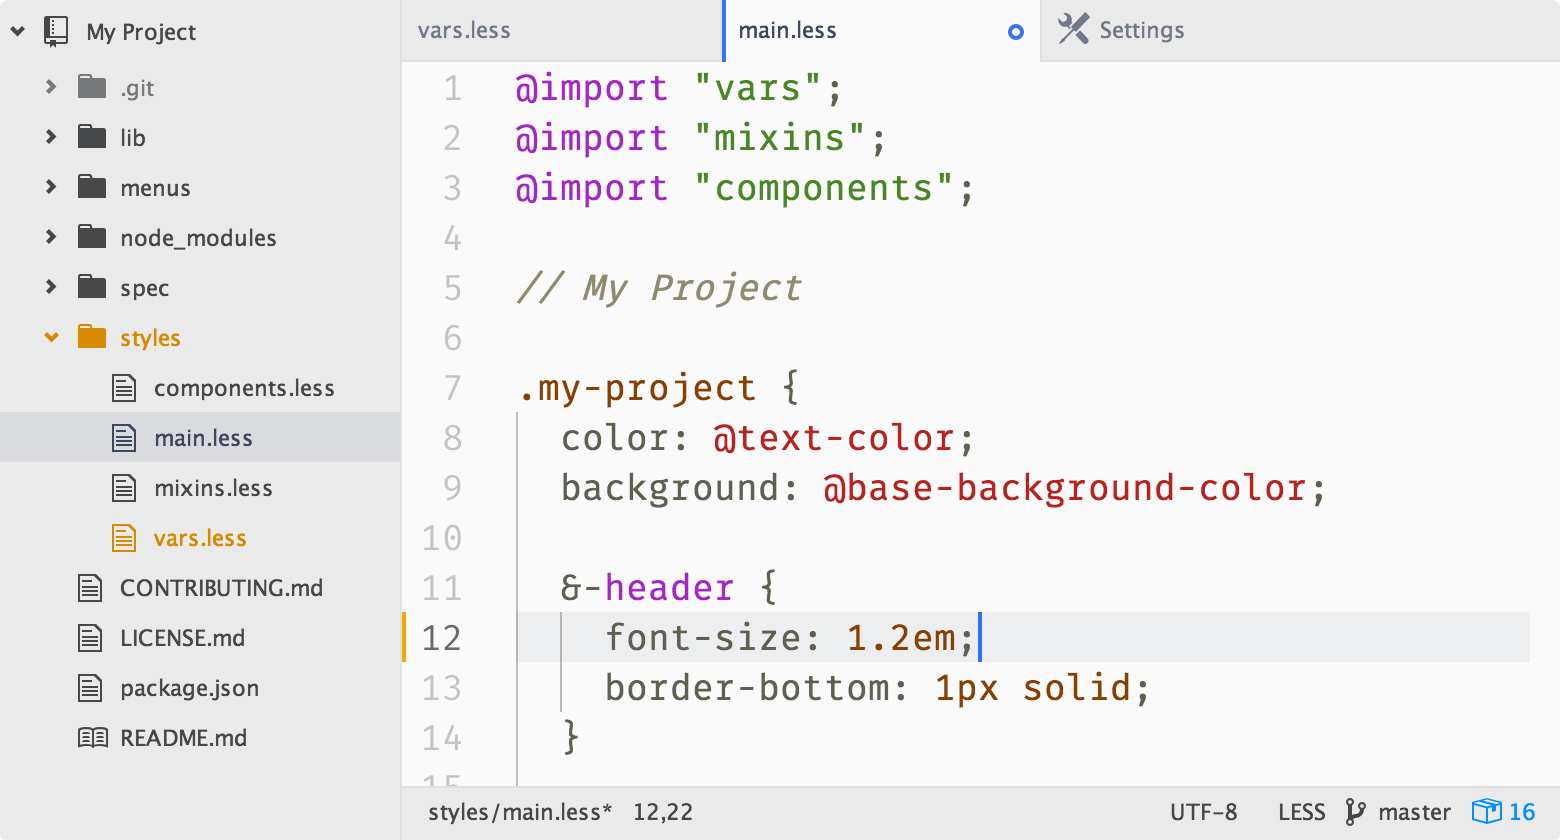 My Project
.git
lib
menus
node_modules
spec
styles
components.less
main.less
mixins.less
vars.less
CONTRIBUTING.md
LICENSE.md
package.json
README.md
vars.less
main.less
Settings
1 @import "vars";
2 @import "mixins";
3 @import "components";
4
5 // My Project
6
7 .my-project {
8 color: @text-color;
9 background: @base-background-color;
10
11 &-header {
12 font-size: 1.2em;
13 border-bottom: 1px solid;
14 }
15
styles/main.less* 12,22
UTF-8 LESS master 16